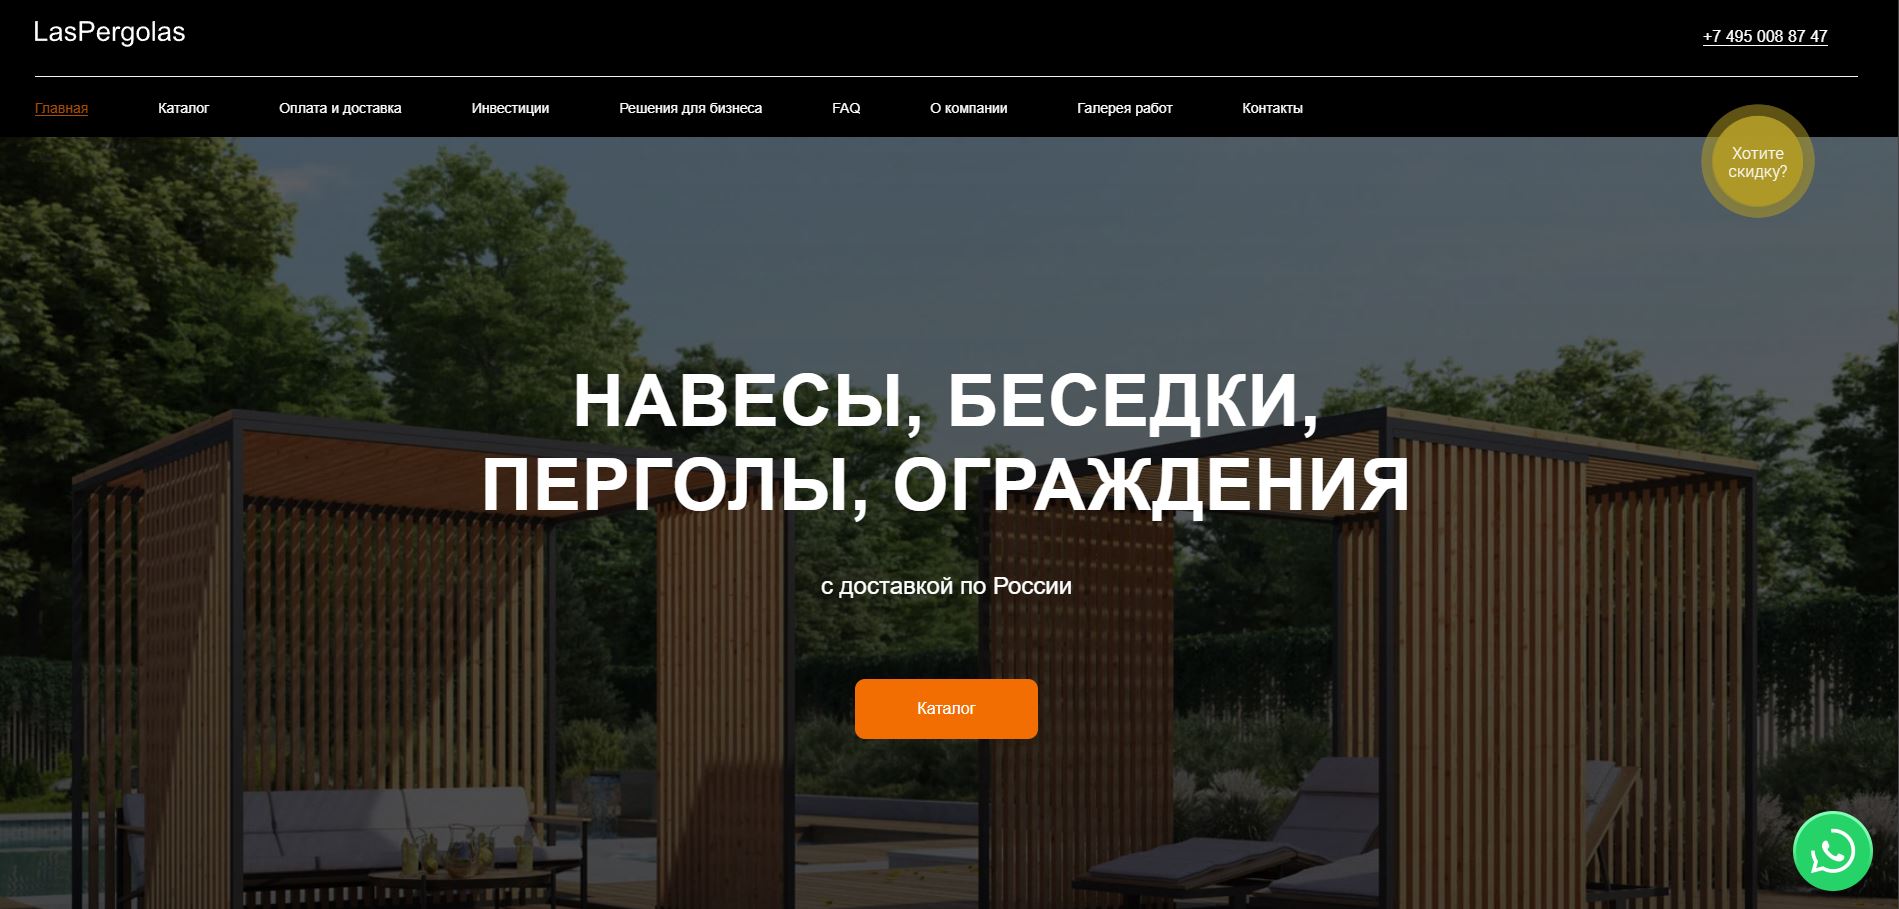 LasPergolas
+7 495 008 87 47
Главная Каталог Оплата и доставка Инвестиции Решения для бизнеса FAQ О компании Галерея работ Контакты
Хотите
скидку?
НАВЕСЫ, БЕСЕДКИ,
ПЕРГОЛЫ, ОГРАЖДЕНИЯ
с доставкой по России
Каталог